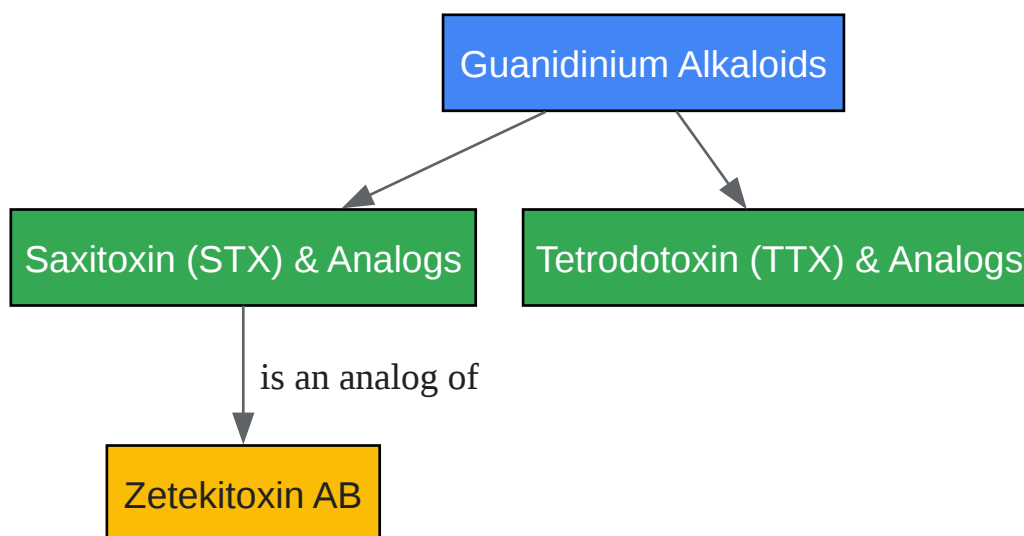 Guanidinium Alkaloids
Saxitoxin (STX) & Analogs
Tetrodotoxin (TTX) & Analogs
is an analog of
Zetekitoxin AB